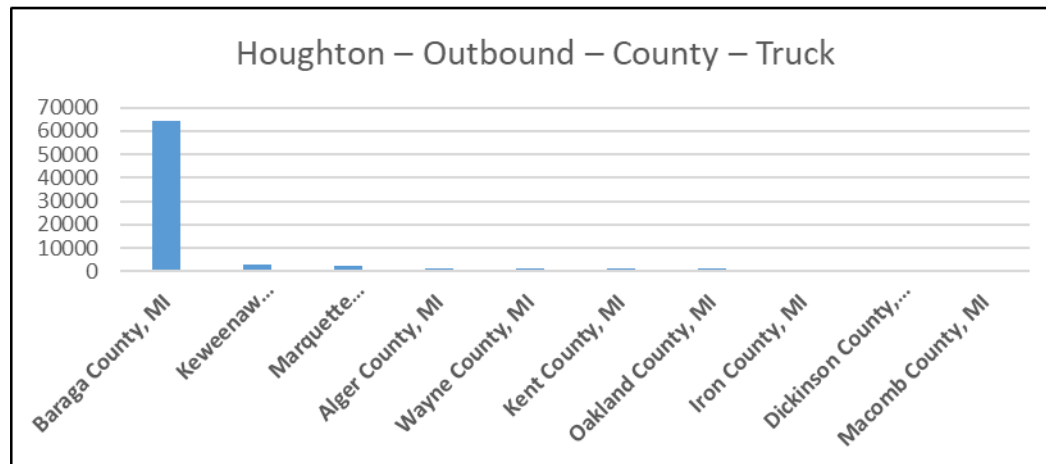 Houghton – Outbound – County – Truck
70000
60000
50000
40000
30000
20000
10000
0
Baraga County, MI
Keweenaw...
Marquette...
Alger County, MI
Wayne County, MI
Kent County, MI
Oakland County, MI
Iron County, MI
Dickinson County,...
Macomb County, MI